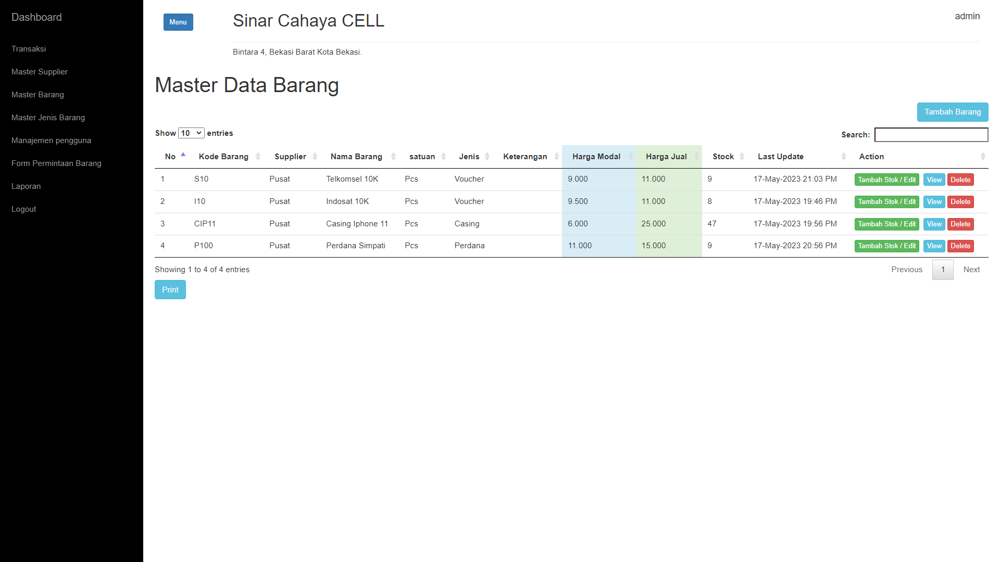 Dashboard
Transaksi
Master Supplier
Master Barang
Master Jenis Barang
Manajemen pengguna
Form Permintaan Barang
Laporan
Logout
Menu
Sinar Cahaya CELL
admin
Bintara 4, Bekasi Barat Kota Bekasi.
Master Data Barang
Tambah Barang
Show 10 entries
Search:
No Kode Barang Supplier Nama Barang satuan Jenis Keterangan Harga Modal Harga Jual Stock Last Update Action
1 S10 Pusat Telkomsel 10K Pcs Voucher 9.000 11.000 9 17-May-2023 21:03 PM Tambah Stok / Edit View Delete
2 I10 Pusat Indosat 10K Pcs Voucher 9.500 11.000 8 17-May-2023 19:46 PM Tambah Stok / Edit View Delete
3 CIP11 Pusat Casing Iphone 11 Pcs Casing 6.000 25.000 47 17-May-2023 19:56 PM Tambah Stok / Edit View Delete
4 P100 Pusat Perdana Simpati Pcs Perdana 11.000 15.000 9 17-May-2023 20:56 PM Tambah Stok / Edit View Delete
Showing 1 to 4 of 4 entries
Previous 1 Next
Print